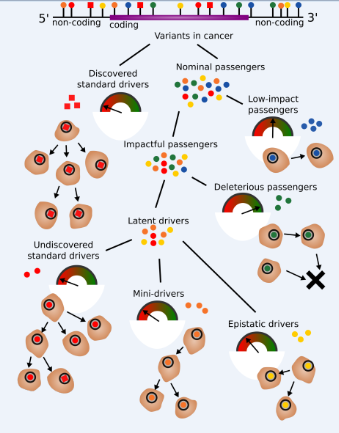 5'
3'
non-coding
coding
non-coding
Variants in cancer
Discovered
standard drivers
Nominal passengers
Low-impact
passengers
Impactful passengers
Deleterious passengers
Latent drivers
Undiscovered
standard drivers
Mini-drivers
Epistatic drivers